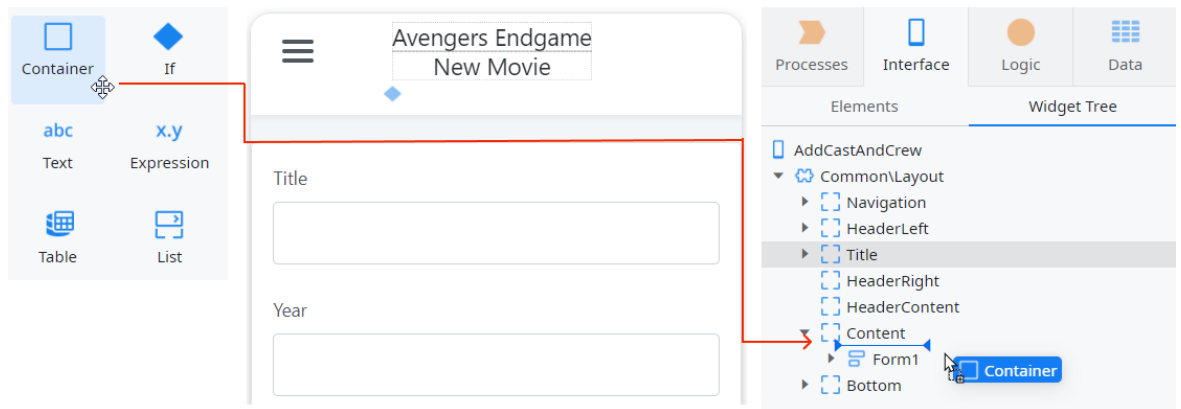 Container
If
abc
x.y
Text
Expression
Table
List
Avengers Endgame
New Movie
Title
Year
Processes
Interface
Logic
Data
Elements
Widget Tree
AddCastAndCrew
Common\Layout
Navigation
HeaderLeft
Title
HeaderRight
HeaderContent
Content
Form1
Container
Bottom